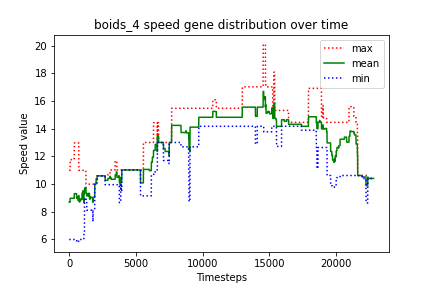 boids_4 speed gene distribution over time
max
mean
min
Speed value
20
18
16
14
12
10
8
6
0
5000
10000
15000
20000
Timesteps